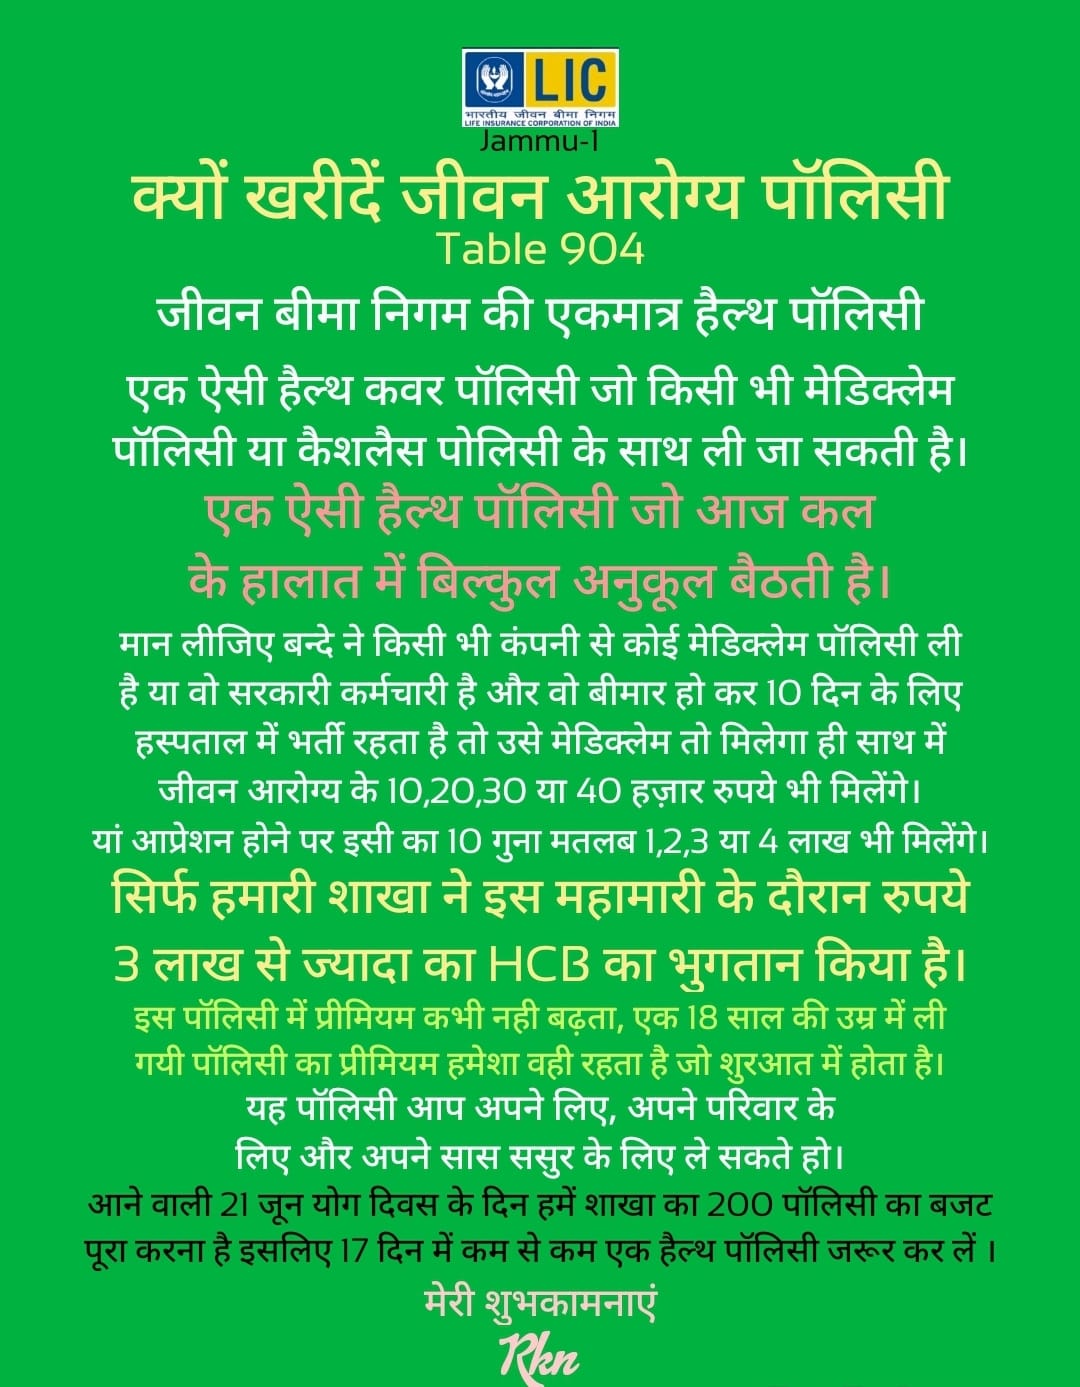 LIC
भारतीय जीवन बीमा निगम
LIFE INSURANCE CORPORATION OF INDIA
Jammu-1
क्यों खरीदें जीवन आरोग्य पॉलिसी
Table 904
जीवन बीमा निगम की एकमात्र हैल्थ पॉलिसी
एक ऐसी हैल्थ कवर पॉलिसी जो किसी भी मेडिक्लेम
पॉलिसी या कैशलैस पोलिसी के साथ ली जा सकती है।
एक ऐसी हैल्थ पॉलिसी जो आज कल
के हालात में बिल्कुल अनुकूल बैठती है।
मान लीजिए बन्दे ने किसी भी कंपनी से कोई मेडिक्लेम पॉलिसी ली
है या वो सरकारी कर्मचारी है और वो बीमार हो कर 10 दिन के लिए
हस्पताल में भर्ती रहता है तो उसे मेडिक्लेम तो मिलेगा ही साथ में
जीवन आरोग्य के 10,20,30 या 40 हज़ार रुपये भी मिलेंगे।
यां आप्रेशन होने पर इसी का 10 गुना मतलब 1,2,3 या 4 लाख भी मिलेंगे।
सिर्फ हमारी शाखा ने इस महामारी के दौरान रुपये
3 लाख से ज्यादा का HCB का भुगतान किया है।
इस पॉलिसी में प्रीमियम कभी नही बढ़ता, एक 18 साल की उम्र में ली
गयी पॉलिसी का प्रीमियम हमेशा वही रहता है जो शुरआत में होता है।
यह पॉलिसी आप अपने लिए, अपने परिवार के
लिए और अपने सास ससुर के लिए ले सकते हो।
आने वाली 21 जून योग दिवस के दिन हमें शाखा का 200 पॉलिसी का बजट
पूरा करना है इसलिए 17 दिन में कम से कम एक हैल्थ पॉलिसी जरूर कर लें ।
मेरी शुभकामनाएं
Rkn